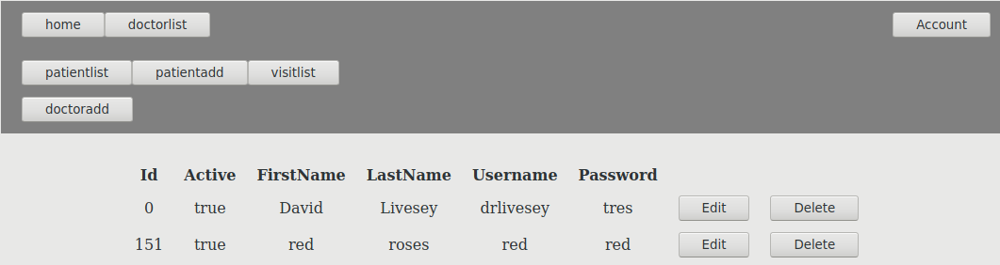 home doctorlist Account
patientlist patientadd visitlist
doctoradd
Id Active FirstName LastName Username Password
0 true David Livesey drlivesey tres Edit Delete
151 true red roses red red Edit Delete